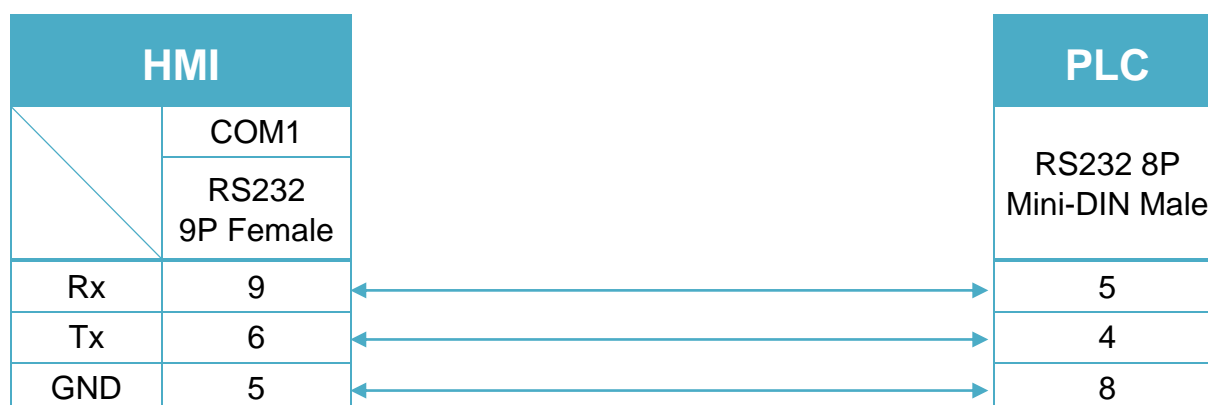 HMI
PLC
COM1
RS232
9P Female
RS232 8P
Mini-DIN Male
Rx 9 5
Tx 6 4
GND 5 8